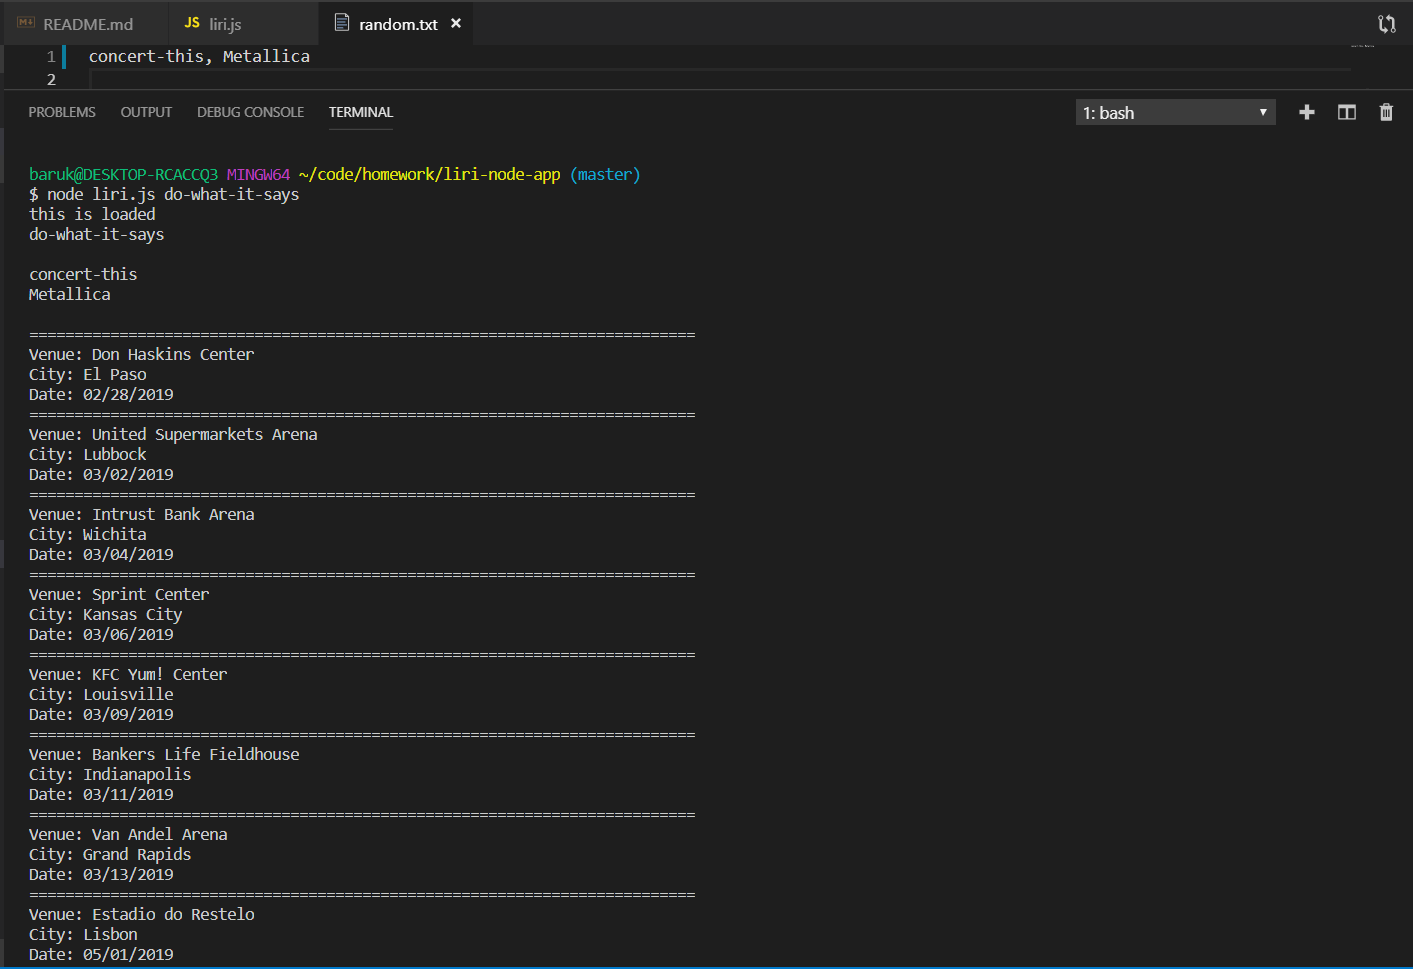 README.md JS liri.js random.txt ×
1 concert-this, Metallica
2
PROBLEMS OUTPUT DEBUG CONSOLE TERMINAL 1: bash
baruk@DESKTOP-RCACCQ3 MINGW64 ~/code/homework/liri-node-app (master)
$ node liri.js do-what-it-says
this is loaded
do-what-it-says
concert-this
Metallica
==========================================================================
Venue: Don Haskins Center
City: El Paso
Date: 02/28/2019
==========================================================================
Venue: United Supermarkets Arena
City: Lubbock
Date: 03/02/2019
==========================================================================
Venue: Intrust Bank Arena
City: Wichita
Date: 03/04/2019
==========================================================================
Venue: Sprint Center
City: Kansas City
Date: 03/06/2019
==========================================================================
Venue: KFC Yum! Center
City: Louisville
Date: 03/09/2019
==========================================================================
Venue: Bankers Life Fieldhouse
City: Indianapolis
Date: 03/11/2019
==========================================================================
Venue: Van Andel Arena
City: Grand Rapids
Date: 03/13/2019
==========================================================================
Venue: Estadio do Restelo
City: Lisbon
Date: 05/01/2019